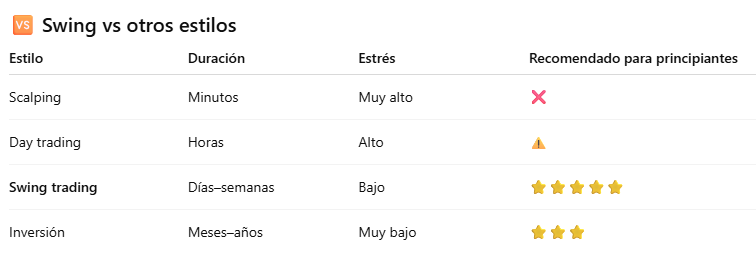 🆚 Swing vs otros estilos
Estilo Duración Estrés Recomendado para principiantes
Scalping Minutos Muy alto ❌
Day trading Horas Alto ⚠️
Swing trading Días–semanas Bajo ⭐⭐⭐⭐⭐
Inversión Meses–años Muy bajo ⭐⭐⭐